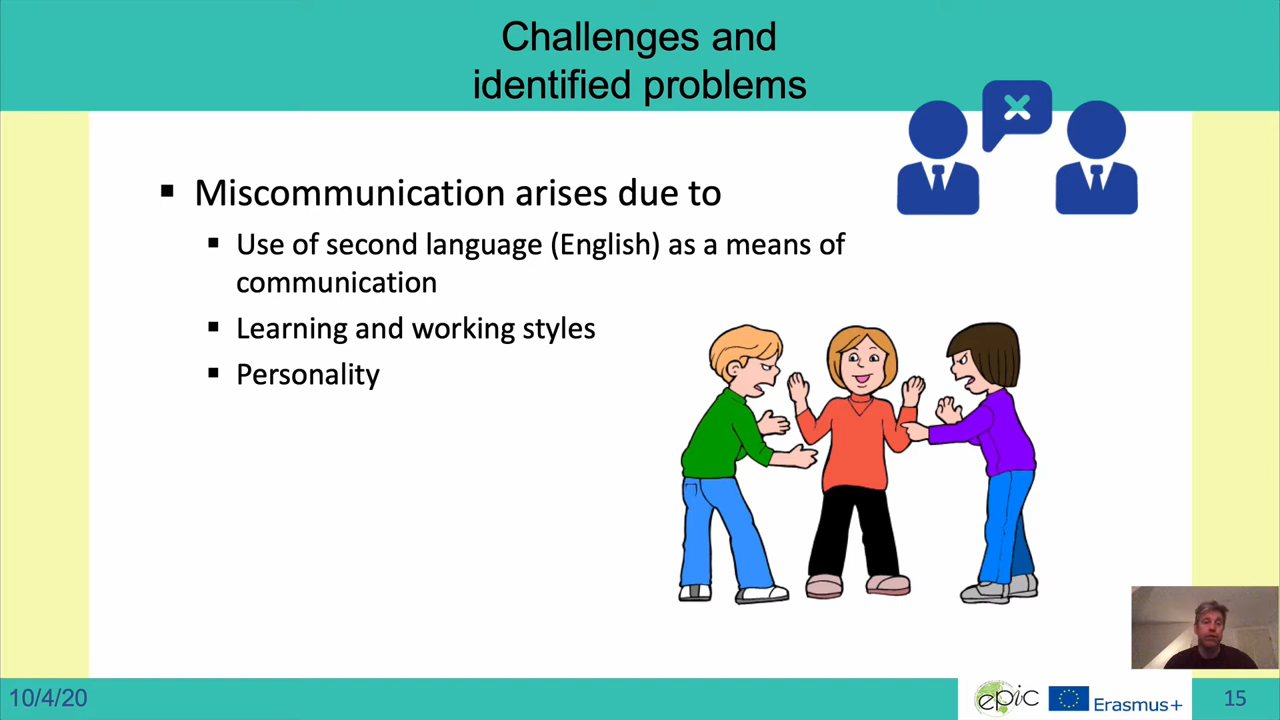 Challenges and
identified problems
Miscommunication arises due to
Use of second language (English) as a means of
communication
Learning and working styles
Personality
10/4/20
epic
Erasmus+
15